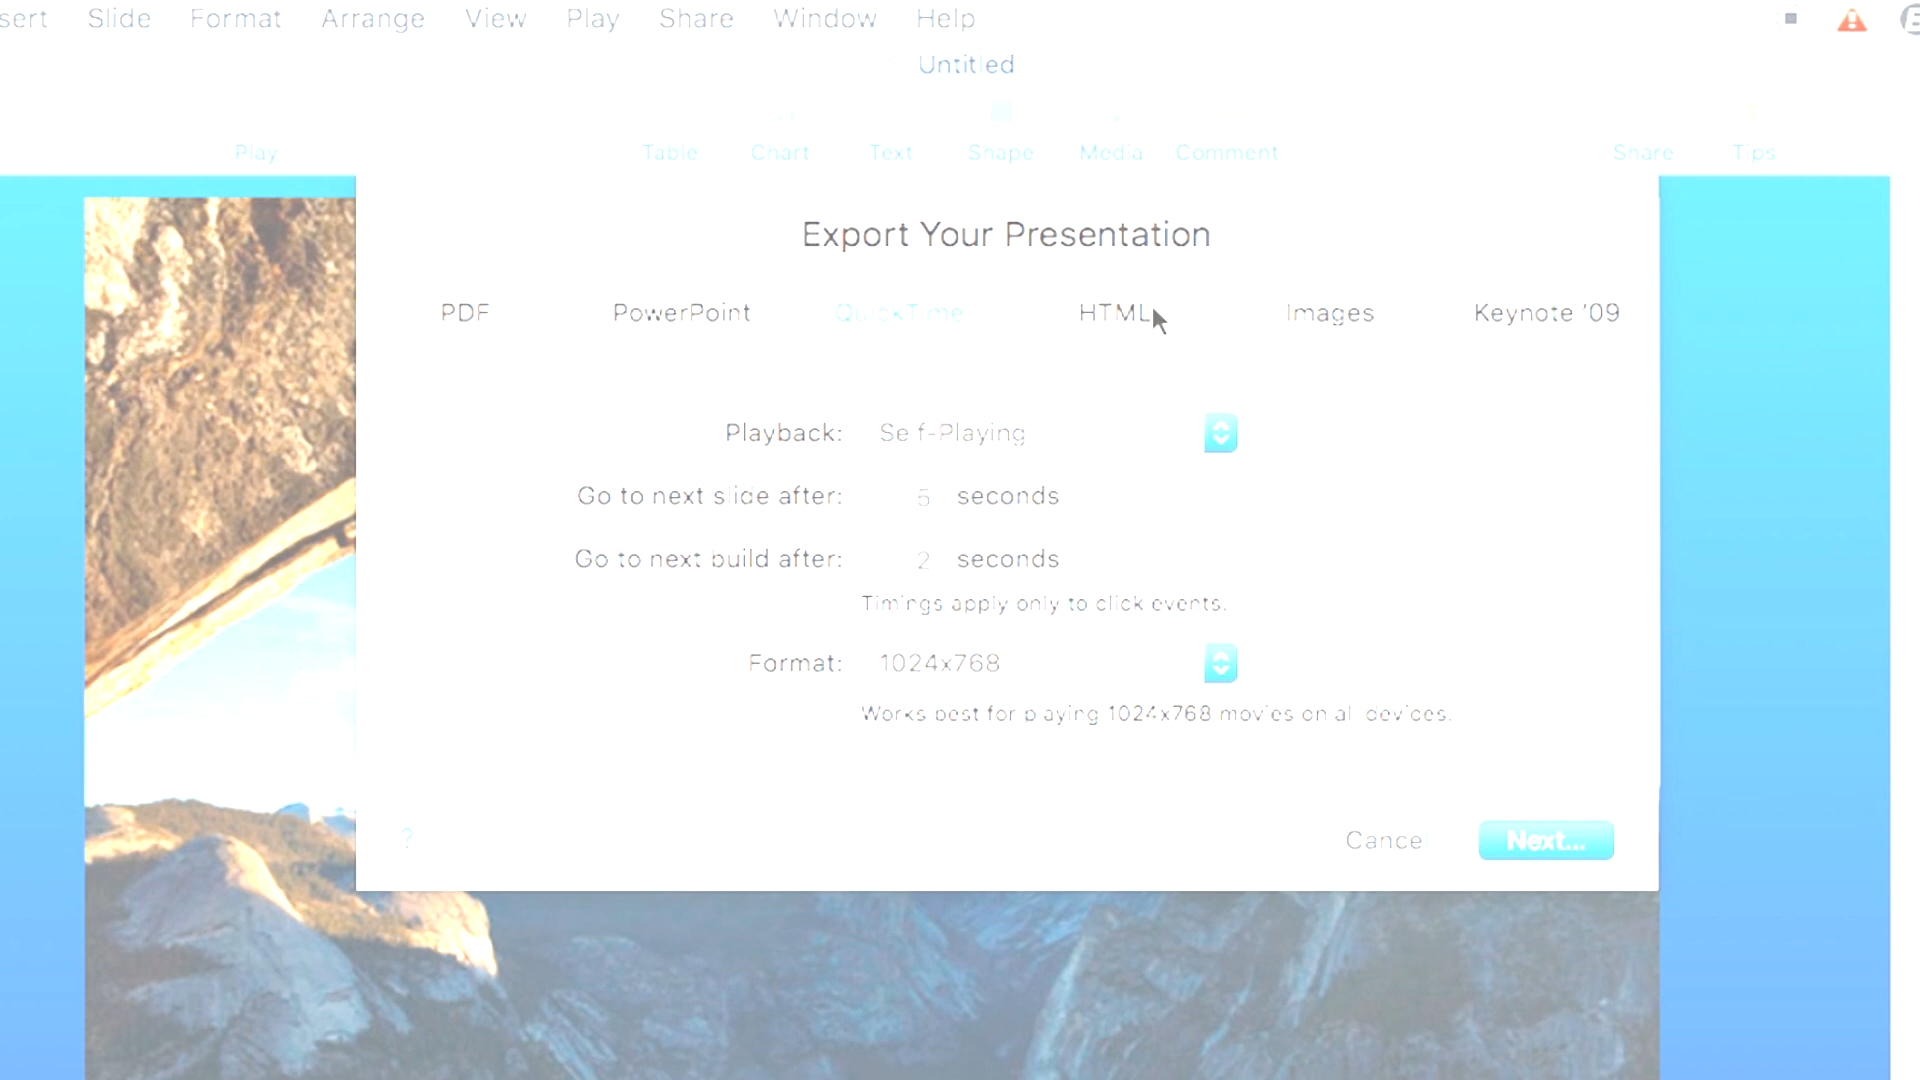 sert Slide Format Arrange View Play Share Window Help
Untitled
Play Table Chart Text Shape Media Comment Share Tips
Export Your Presentation
PDF PowerPoint QuickTime HTML Images Keynote '09
Playback: Self-Playing
Go to next slide after: 5 seconds
Go to next build after: 2 seconds
Timings apply only to click events.
Format: 1024x768
Works best for playing 1024x768 movies on all devices.
? Cancel Next...